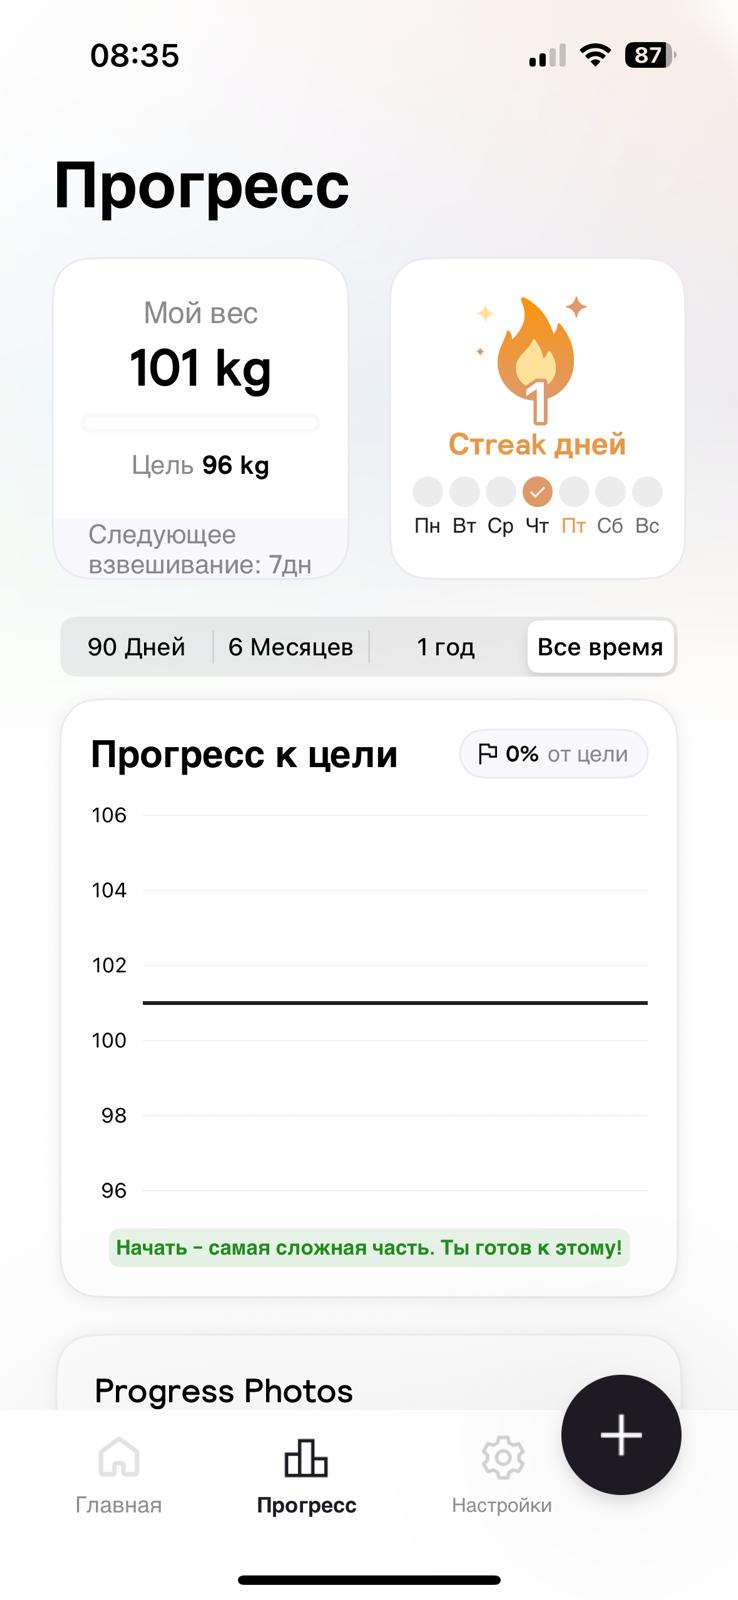 08:35
87
Прогресс
Мой вес
101 kg
Цель 96 kg
Следующее
взвешивание: 7дн
1
Стreak дней
Пн Вт Ср Чт Пт Сб Вс
90 Дней 6 Месяцев 1 год Все время
Прогресс к цели
0% от цели
106
104
102
100
98
96
Начать - самая сложная часть. Ты готов к этому!
Progress Photos
Главная Прогресс Настройки